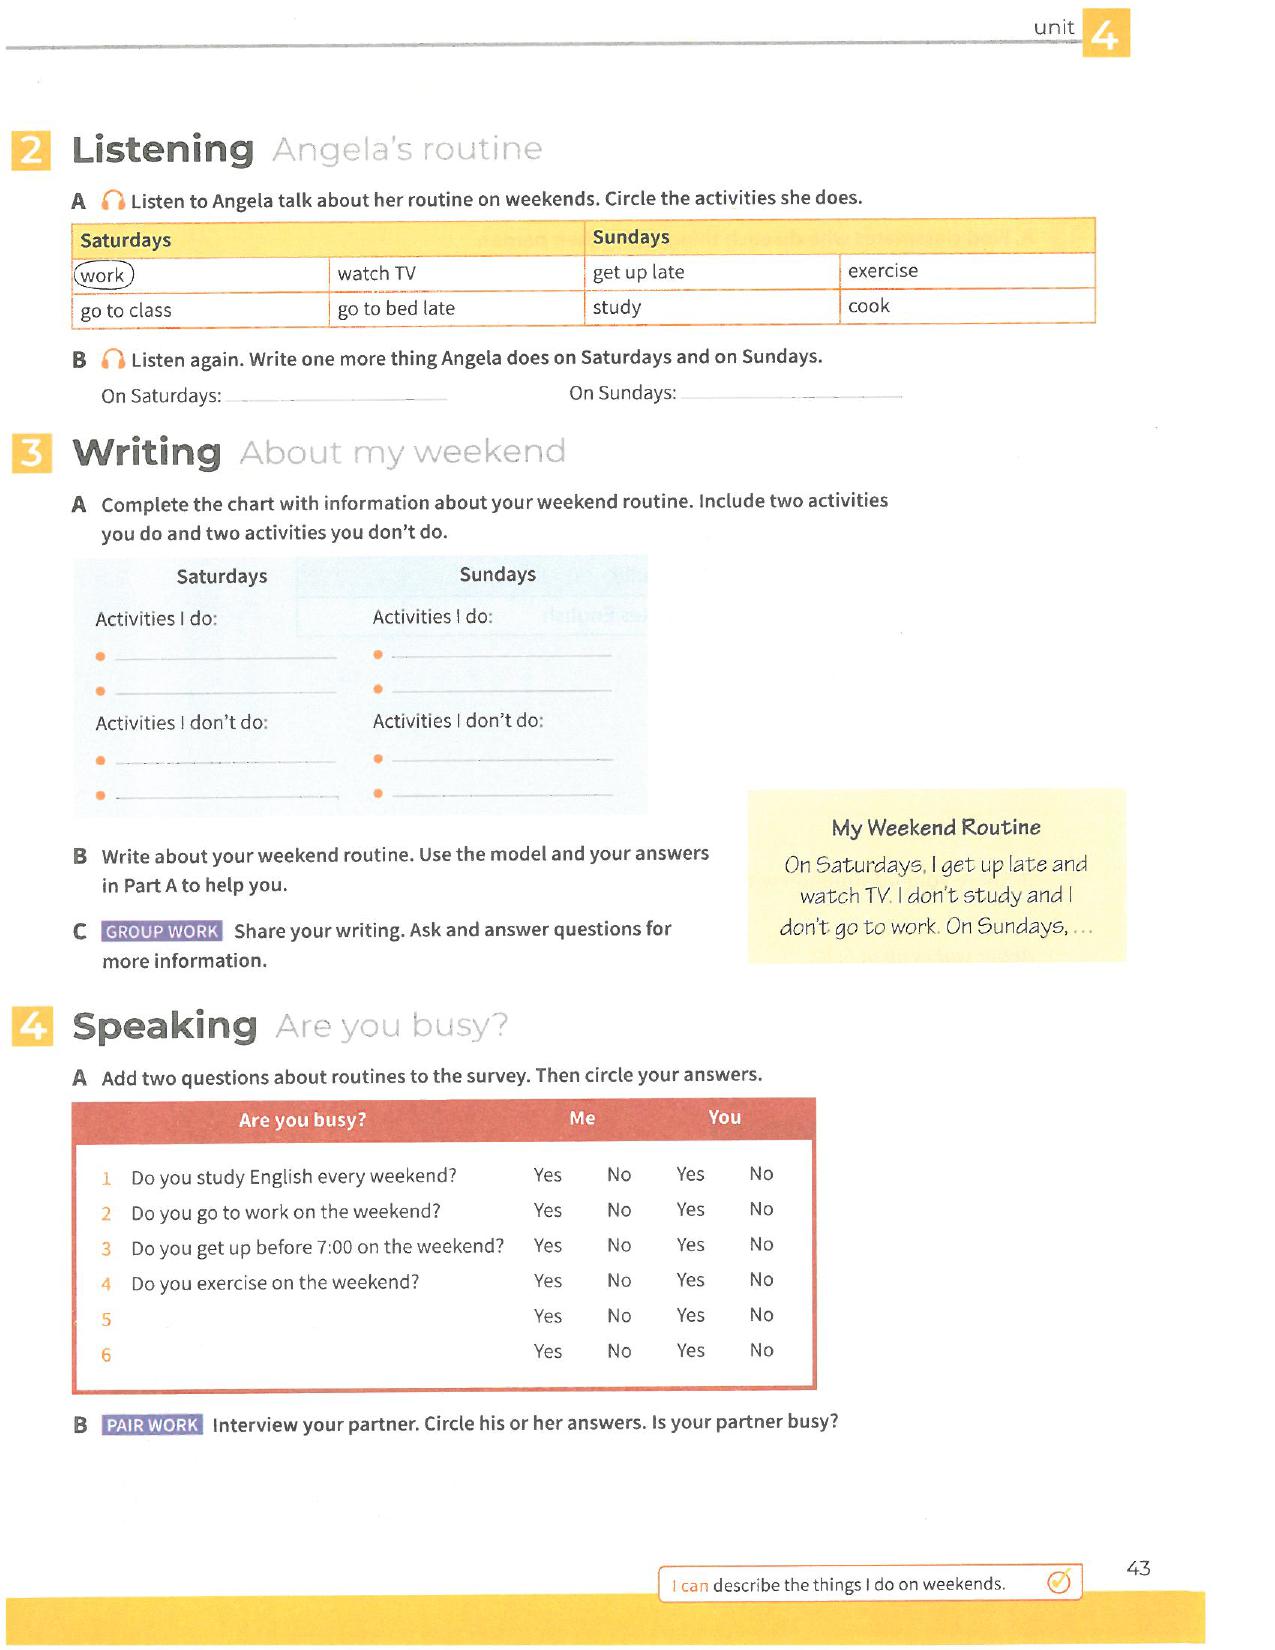 unit 4
2 Listening Angela's routine
A Listen to Angela talk about her routine on weekends. Circle the activities she does.
Saturdays Sundays
work watch TV get up late exercise
go to class go to bed late study cook
B Listen again. Write one more thing Angela does on Saturdays and on Sundays.
On Saturdays: On Sundays:
3 Writing About my weekend
A Complete the chart with information about your weekend routine. Include two activities
you do and two activities you don't do.
Saturdays Sundays
Activities I do: Activities I do:
Activities I don't do: Activities I don't do:
B Write about your weekend routine. Use the model and your answers
in Part A to help you.
C GROUP WORK Share your writing. Ask and answer questions for
more information.
My Weekend Routine
On Saturdays, I get up late and
watch TV. I don't study and I
don't go to work. On Sundays, ...
4 Speaking Are you busy?
A Add two questions about routines to the survey. Then circle your answers.
Are you busy? Me You
1 Do you study English every weekend? Yes No Yes No
2 Do you go to work on the weekend? Yes No Yes No
3 Do you get up before 7:00 on the weekend? Yes No Yes No
4 Do you exercise on the weekend? Yes No Yes No
5 Yes No Yes No
6 Yes No Yes No
B PAIR WORK Interview your partner. Circle his or her answers. Is your partner busy?
I can describe the things I do on weekends.
43